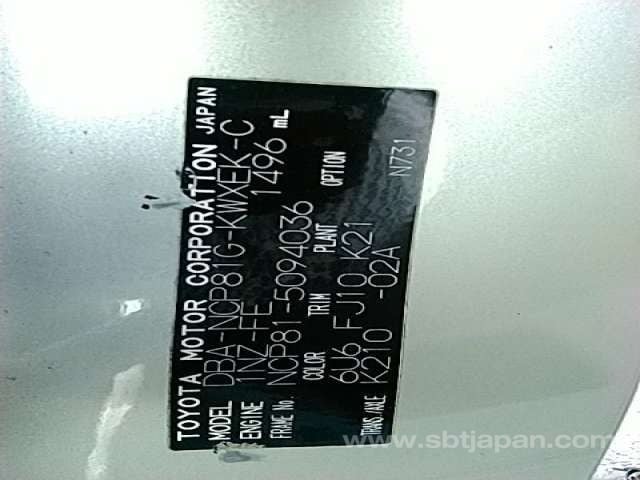 TOYOTA MOTOR CORPORATION JAPAN
MODEL DBA-NCP81G-KWXEK-C
ENGINE 1NZ-FE 1496 mL
FRAME No. NCP81-5094036
COLOR TRIM PLANT OPTION
6U6 FJ10 K21
TRANS./AXLE K210 -02A N731
www.sbtjapan.com